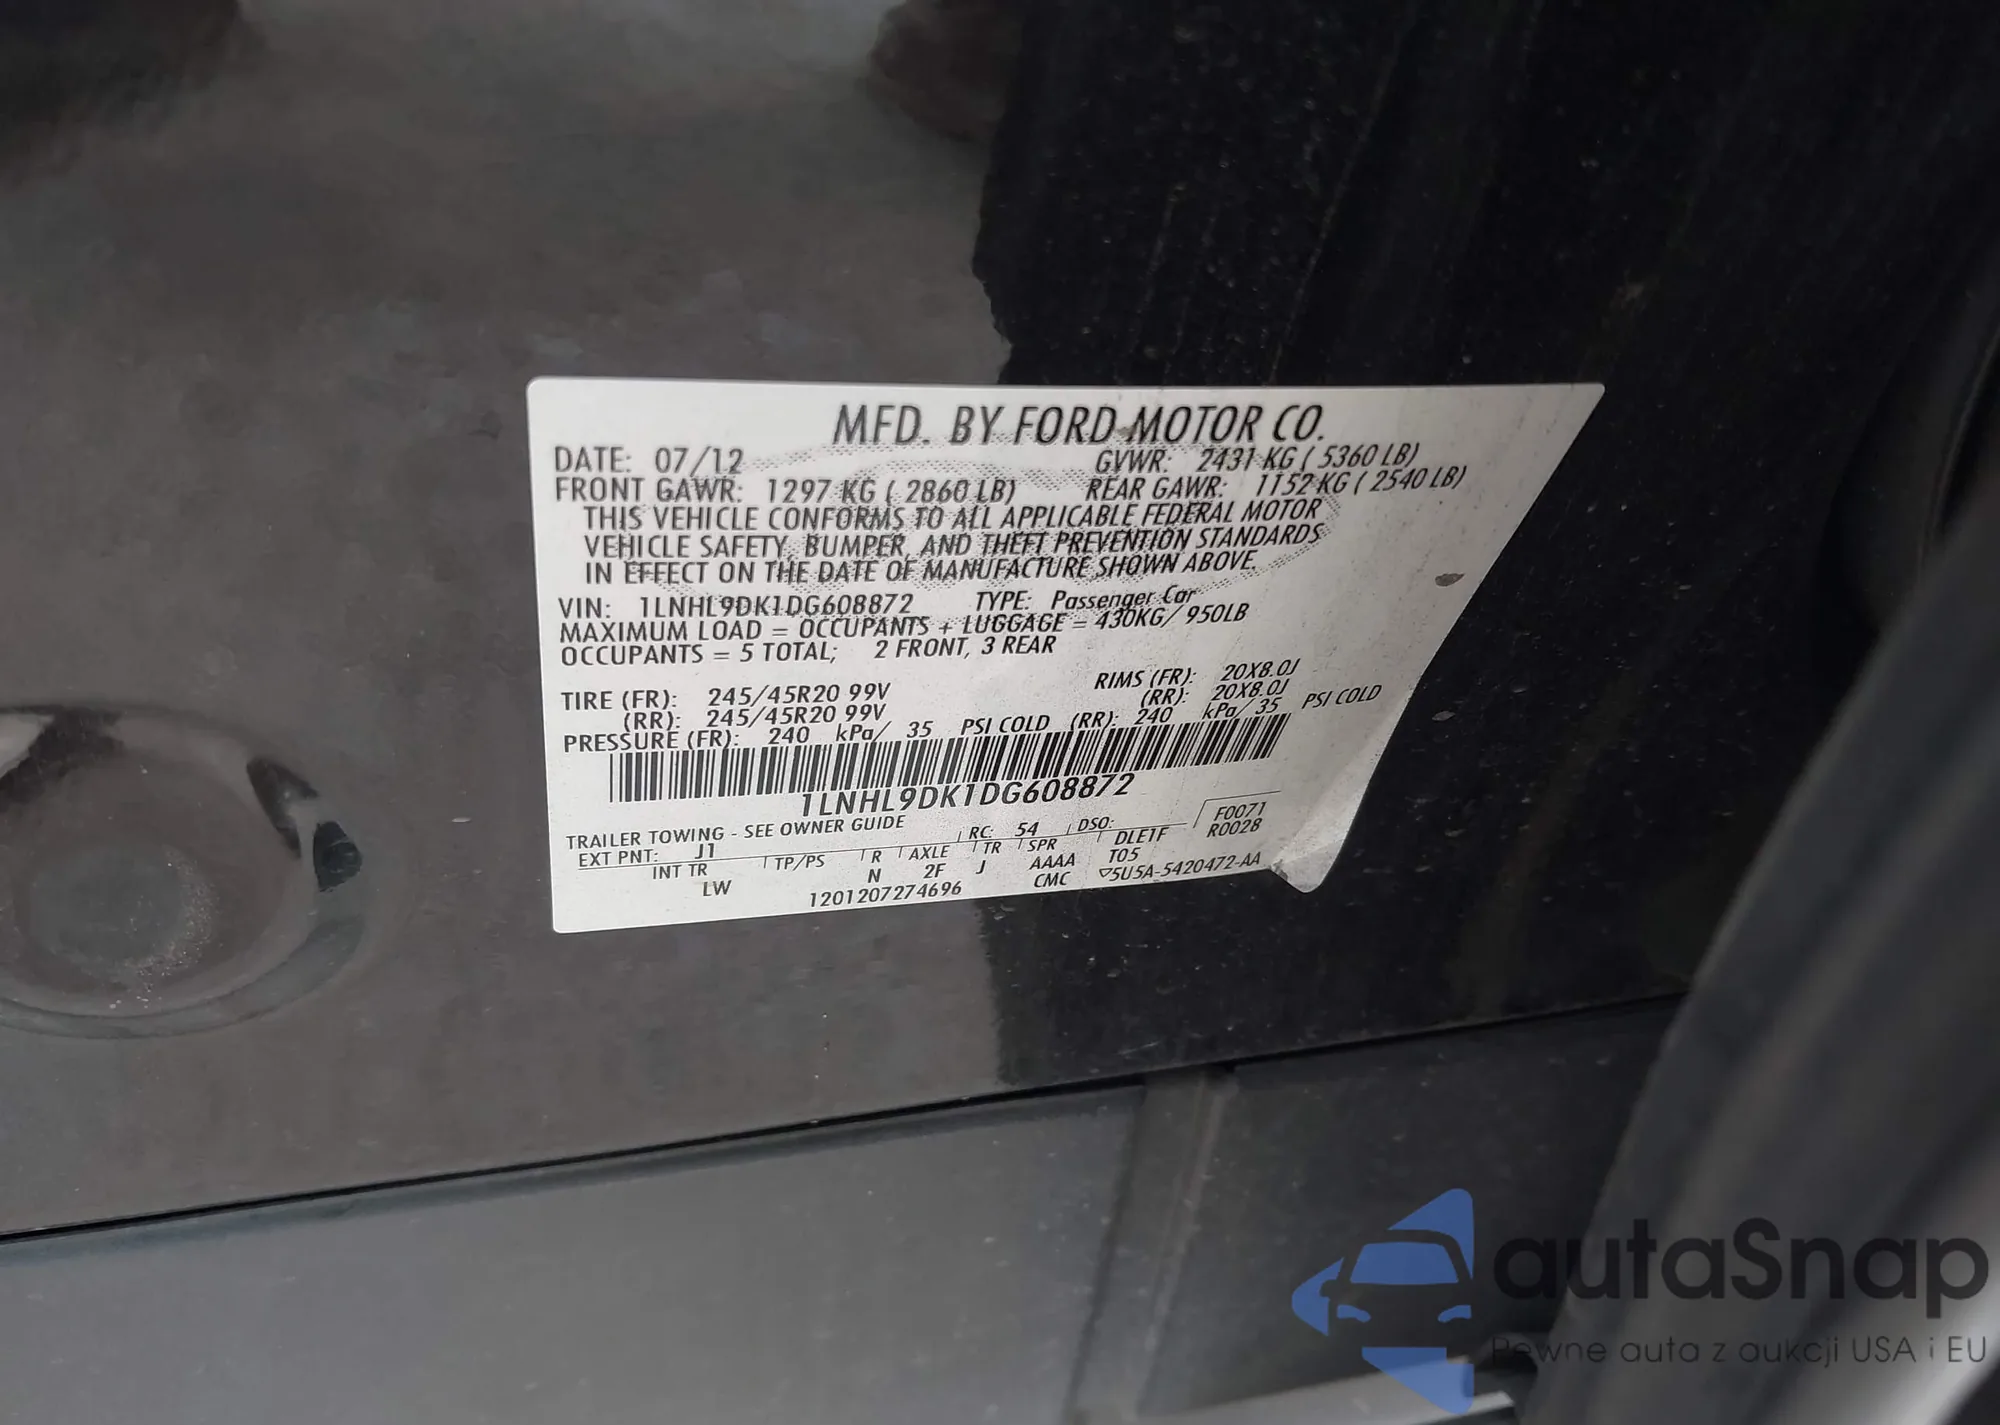 MFD. BY FORD MOTOR CO.
DATE: 07/12 GVWR: 2431 KG ( 5360 LB)
FRONT GAWR: 1297 KG ( 2860 LB) REAR GAWR: 1152 KG ( 2540 LB)
THIS VEHICLE CONFORMS TO ALL APPLICABLE FEDERAL MOTOR
VEHICLE SAFETY, BUMPER, AND THEFT PREVENTION STANDARDS
IN EFFECT ON THE DATE OF MANUFACTURE SHOWN ABOVE.
VIN: 1LNHL9DK1DG608872 TYPE: Passenger Car
MAXIMUM LOAD = OCCUPANTS + LUGGAGE = 430KG/ 950LB
OCCUPANTS = 5 TOTAL; 2 FRONT, 3 REAR
TIRE (FR): 245/45R20 99V RIMS (FR): 20X8.0J
(RR): 245/45R20 99V (RR): 20X8.0J
PRESSURE (FR): 240 kPa/ 35 PSI COLD (RR): 240 kPa/ 35 PSI COLD
1LNHL9DK1DG608872
TRAILER TOWING - SEE OWNER GUIDE F0071
EXT PNT: J1 RC: 54 DSO: R0028
INT TR TP/PS R AXLE TR SPR DLE1F
LW N 2F J AAAA T05
1201207274696 CMC ▽5U5A-5420472-AA
autaSnap
Pewne auta z aukcji USA i EU